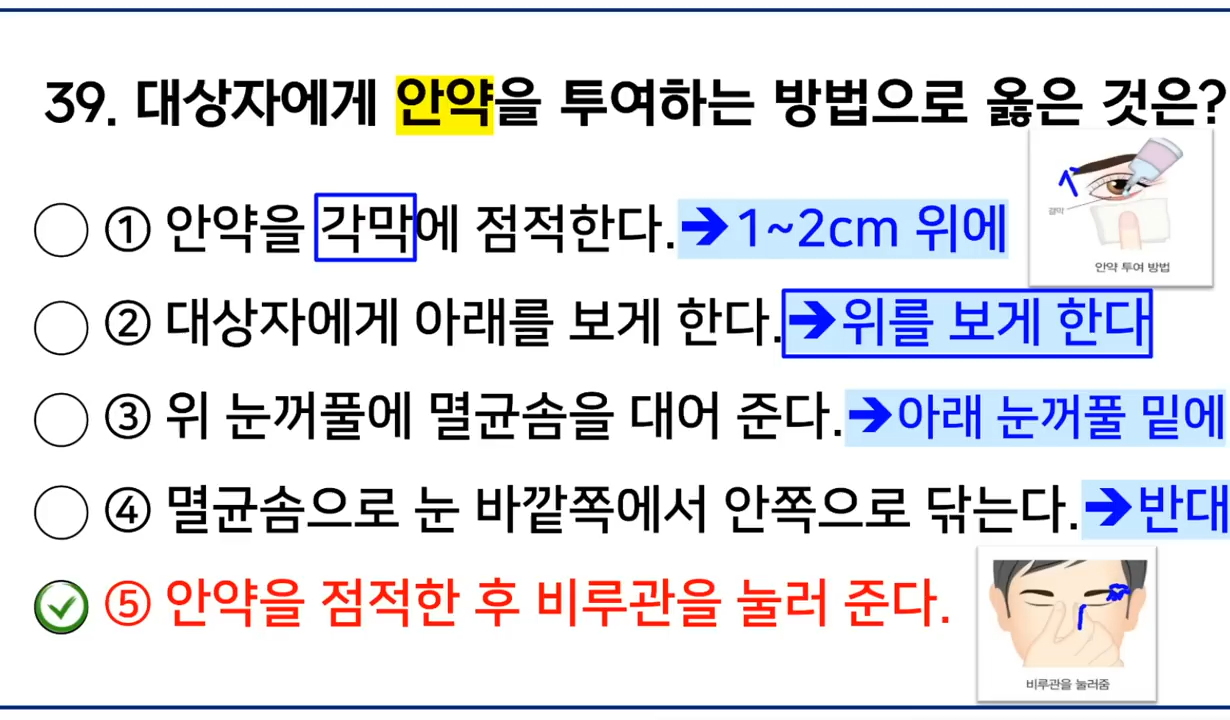 39. 대상자에게 안약을 투여하는 방법으로 옳은 것은?
① 안약을 각막에 점적한다. ➔1~2cm 위에
결막
안약 투여 방법
② 대상자에게 아래를 보게 한다. ➔위를 보게 한다
③ 위 눈꺼풀에 멸균솜을 대어 준다. ➔아래 눈꺼풀 밑에
④ 멸균솜으로 눈 바깥쪽에서 안쪽으로 닦는다. ➔반대
⑤ 안약을 점적한 후 비루관을 눌러 준다.
비루관을 눌러줌